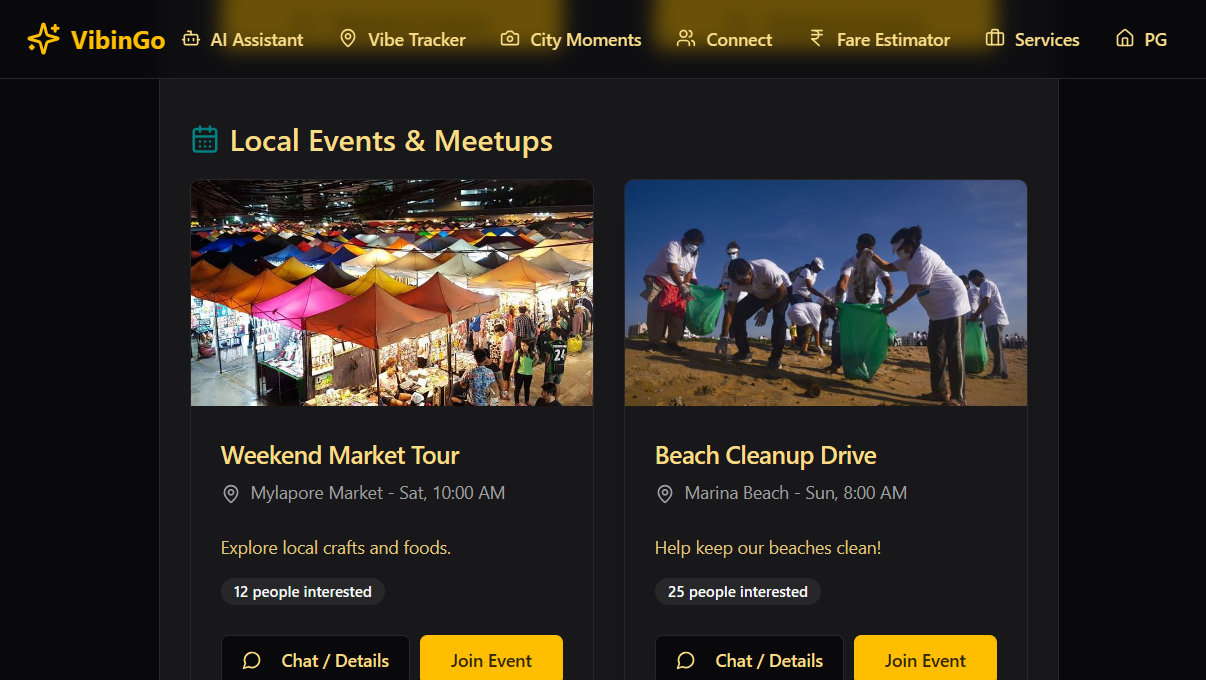 VibinGo
AI Assistant
Vibe Tracker
City Moments
Connect
Fare Estimator
Services
PG
Local Events & Meetups
24
Weekend Market Tour
Mylapore Market - Sat, 10:00 AM
Explore local crafts and foods.
12 people interested
Chat / Details
Join Event
Beach Cleanup Drive
Marina Beach - Sun, 8:00 AM
Help keep our beaches clean!
25 people interested
Chat / Details
Join Event